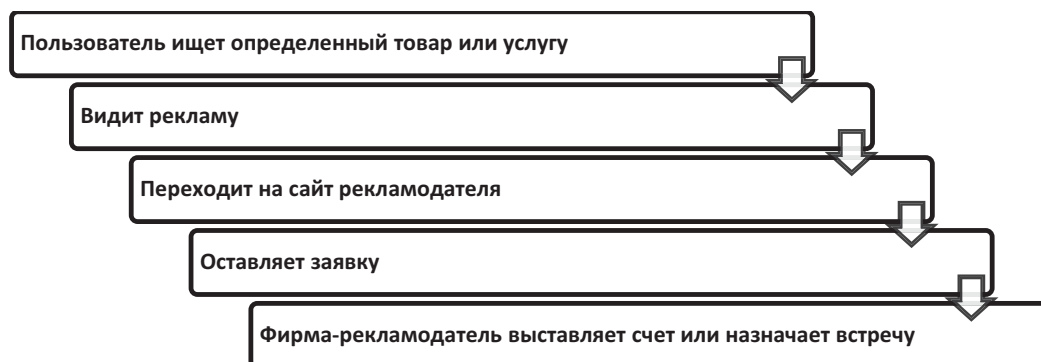 Пользователь ищет определенный товар или услугу
Видит рекламу
Переходит на сайт рекламодателя
Оставляет заявку
Фирма-рекламодатель выставляет счет или назначает встречу